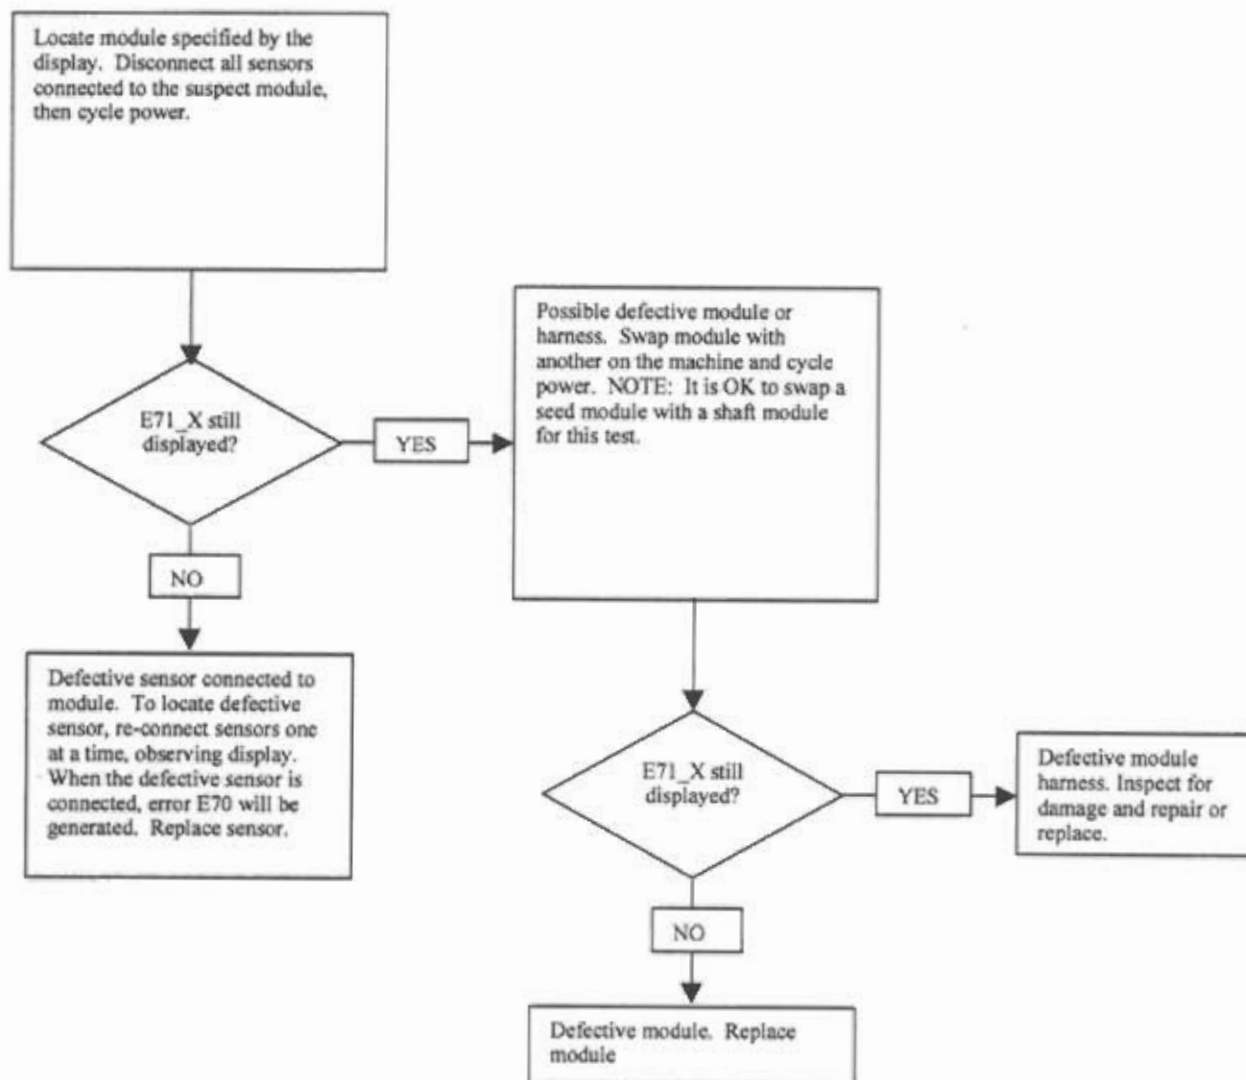 Locate module specified by the
display. Disconnect all sensors
connected to the suspect module,
then cycle power.
E71_X still
displayed?
YES
Possible defective module or
harness. Swap module with
another on the machine and cycle
power. NOTE: It is OK to swap a
seed module with a shaft module
for this test.
NO
Defective sensor connected to
module. To locate defective
sensor, re-connect sensors one
at a time, observing display.
When the defective sensor is
connected, error E70 will be
generated. Replace sensor.
E71_X still
displayed?
YES
Defective module
harness. Inspect for
damage and repair or
replace.
NO
Defective module. Replace
module